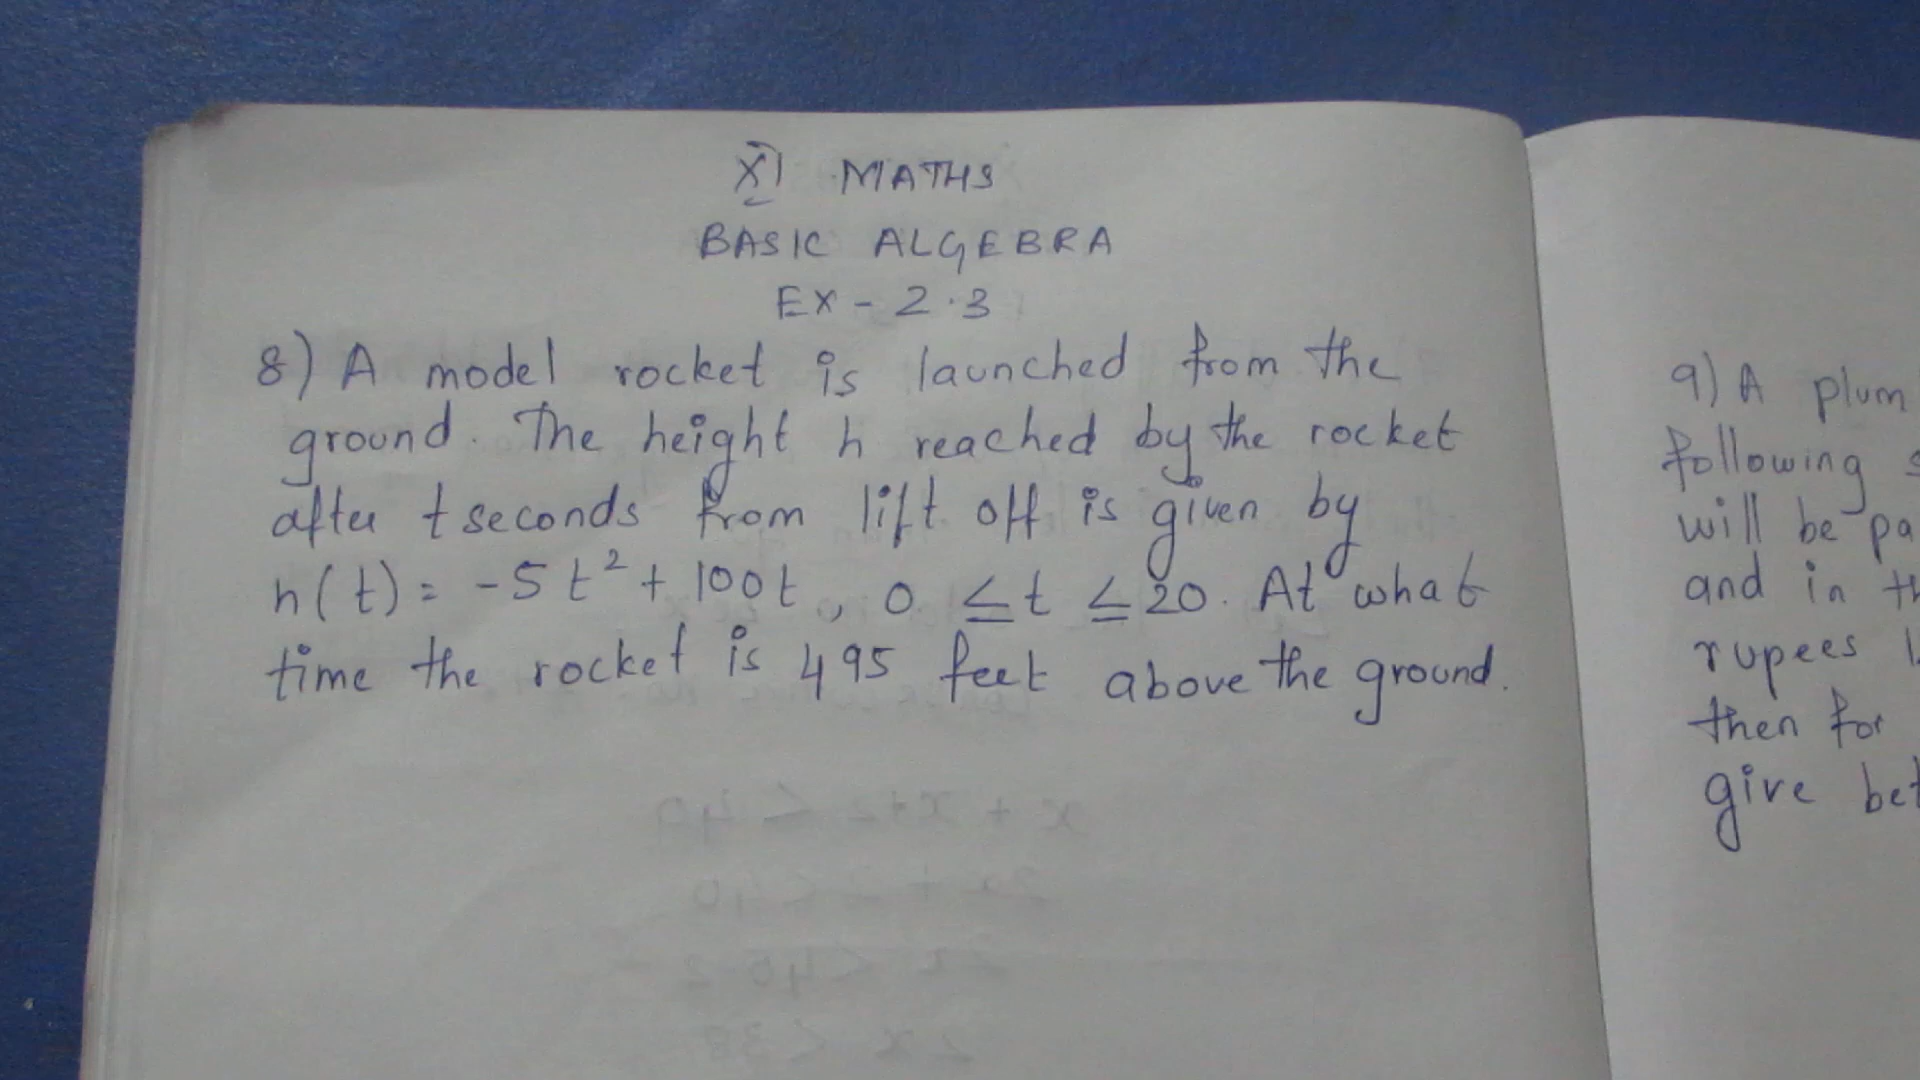 XI MATHS
BASIC ALGEBRA
EX - 2.3
8) A model rocket is launched from the
ground. The height h reached by the rocket
after t seconds from lift off is given by
h(t) = -5t² + 100t, 0 ≤ t ≤ 20. At what
time the rocket is 495 feet above the ground.
9) A plum
following s
will be pa
and in th
rupees
then for
give bet